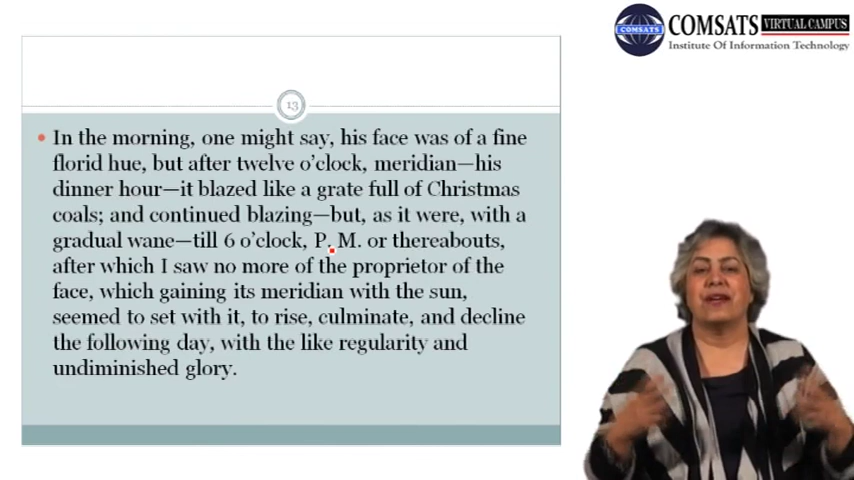 COMSATS
COMSATS VIRTUAL CAMPUS
Institute Of Information Technology
13
• In the morning, one might say, his face was of a fine
florid hue, but after twelve o'clock, meridian—his
dinner hour—it blazed like a grate full of Christmas
coals; and continued blazing—but, as it were, with a
gradual wane—till 6 o'clock, P. M. or thereabouts,
after which I saw no more of the proprietor of the
face, which gaining its meridian with the sun,
seemed to set with it, to rise, culminate, and decline
the following day, with the like regularity and
undiminished glory.